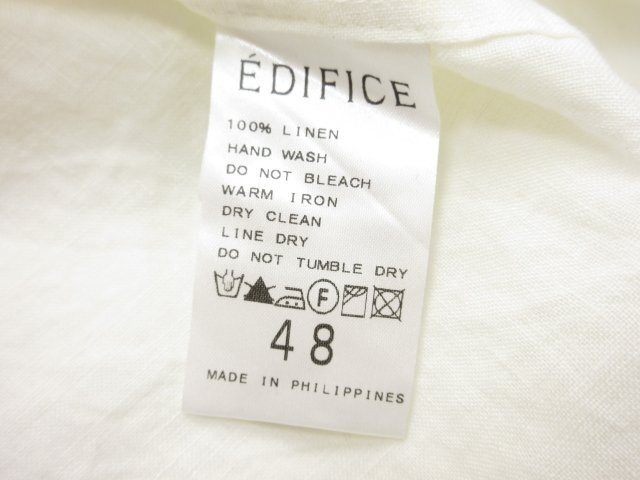 ÉDIFICE
100% LINEN
HAND WASH
DO NOT BLEACH
WARM IRON
DRY CLEAN
LINE DRY
DO NOT TUMBLE DRY
F
48
MADE IN PHILIPPINES